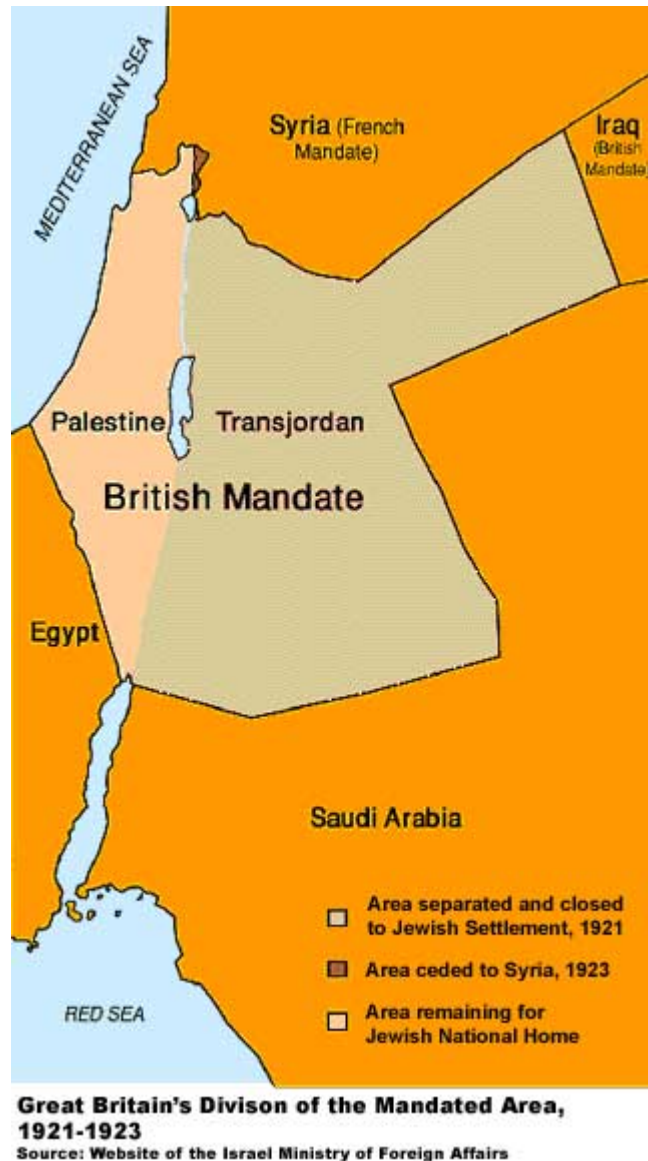 MEDITERRANEAN SEA
Syria (French
Mandate)
Iraq
(British
Mandate)
Palestine
Transjordan
British Mandate
Egypt
Saudi Arabia
Area separated and closed
to Jewish Settlement, 1921
Area ceded to Syria, 1923
Area remaining for
Jewish National Home
RED SEA
Great Britain's Divison of the Mandated Area,
1921-1923
Source: Website of the Israel Ministry of Foreign Affairs